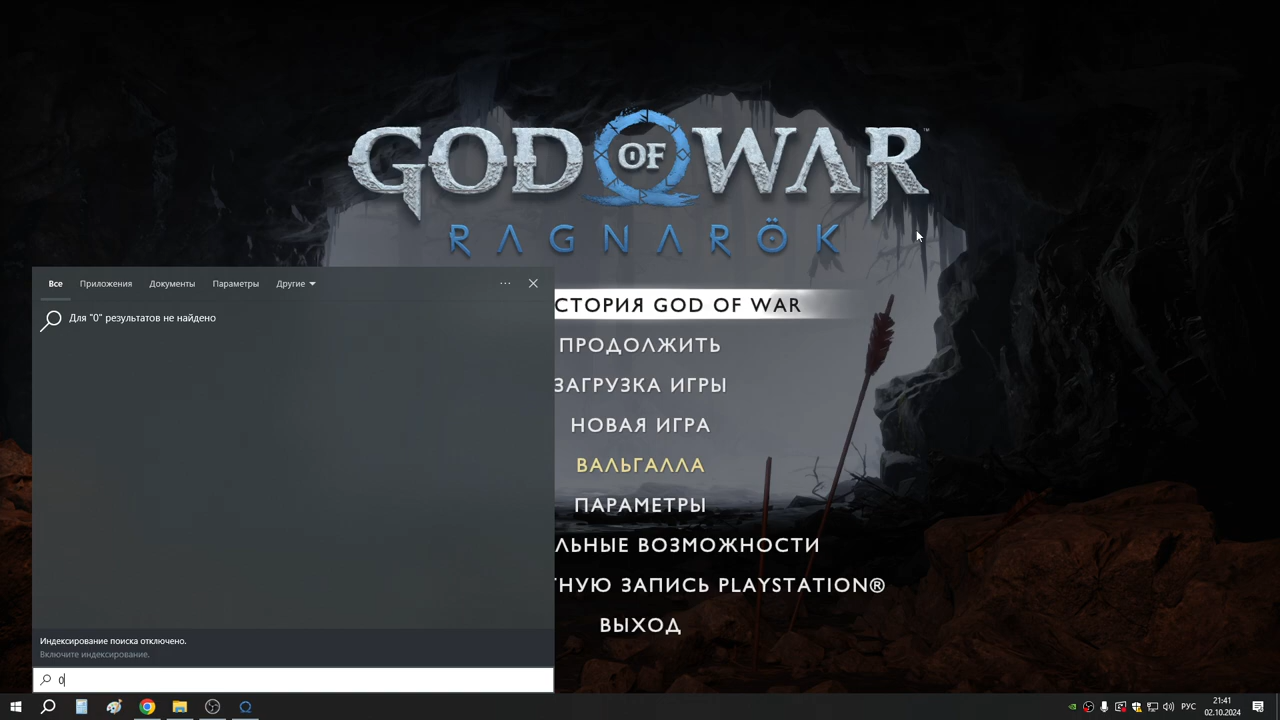 GOD OF WAR
RAGNARÖK
Все Приложения Документы Параметры Другие
Для "0" результатов не найдено
СТОРИЯ GOD OF WAR
ПРОДОЛЖИТЬ
ЗАГРУЗКА ИГРЫ
НОВАЯ ИГРА
ВАЛЬГАЛЛА
ПАРАМЕТРЫ
ЛЬНЫЕ ВОЗМОЖНОСТИ
ТНУЮ ЗАПИСЬ PLAYSTATION®
ВЫХОД
Индексирование поиска отключено.
Включите индексирование.
0
РУС
21:41
02.10.2024